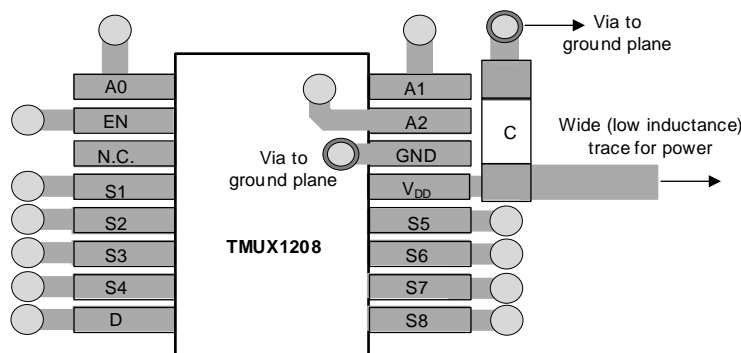 Via to
ground plane
A0
A1
EN
A2
C
Wide (low inductance)
trace for power
N.C.
Via to
ground plane
GND
S1
VDD
S2
S5
TMUX1208
S3
S6
S4
S7
D
S8